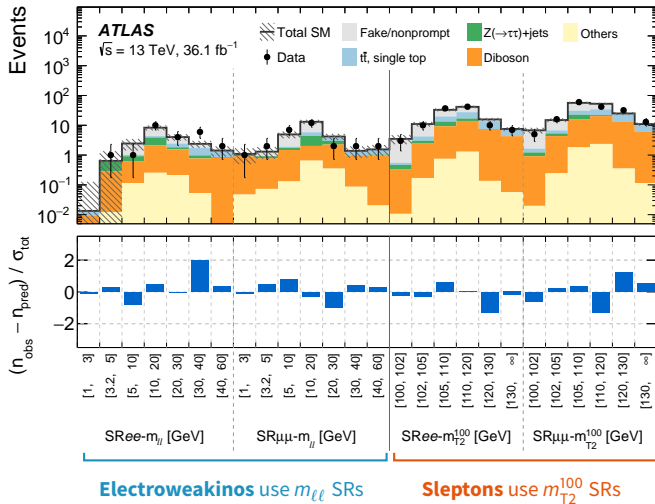 ATLAS
√s = 13 TeV, 36.1 fb⁻¹
Total SM
Data
Fake/nonprompt
tt̄, single top
Z(→ττ)+jets
Diboson
Others
Events
10⁵
10⁴
10³
10²
10
1
10⁻¹
10⁻²
(n_obs − n_pred) / σ_tot
2
0
−2
[1, 3]
[3.2, 5]
[5, 10]
[10, 20]
[20, 30]
[30, 40]
[40, 60]
[1, 3]
[3.2, 5]
[5, 10]
[10, 20]
[20, 30]
[30, 40]
[40, 60]
[100, 102]
[102, 105]
[105, 110]
[110, 120]
[120, 130]
[130, ∞]
[100, 102]
[102, 105]
[105, 110]
[110, 120]
[120, 130]
[130, ∞]
SRee-m_ll [GeV]
SRμμ-m_ll [GeV]
SRee-m_T2^100 [GeV]
SRμμ-m_T2^100 [GeV]
Electroweakinos use m_ℓℓ SRs
Sleptons use m_T2^100 SRs